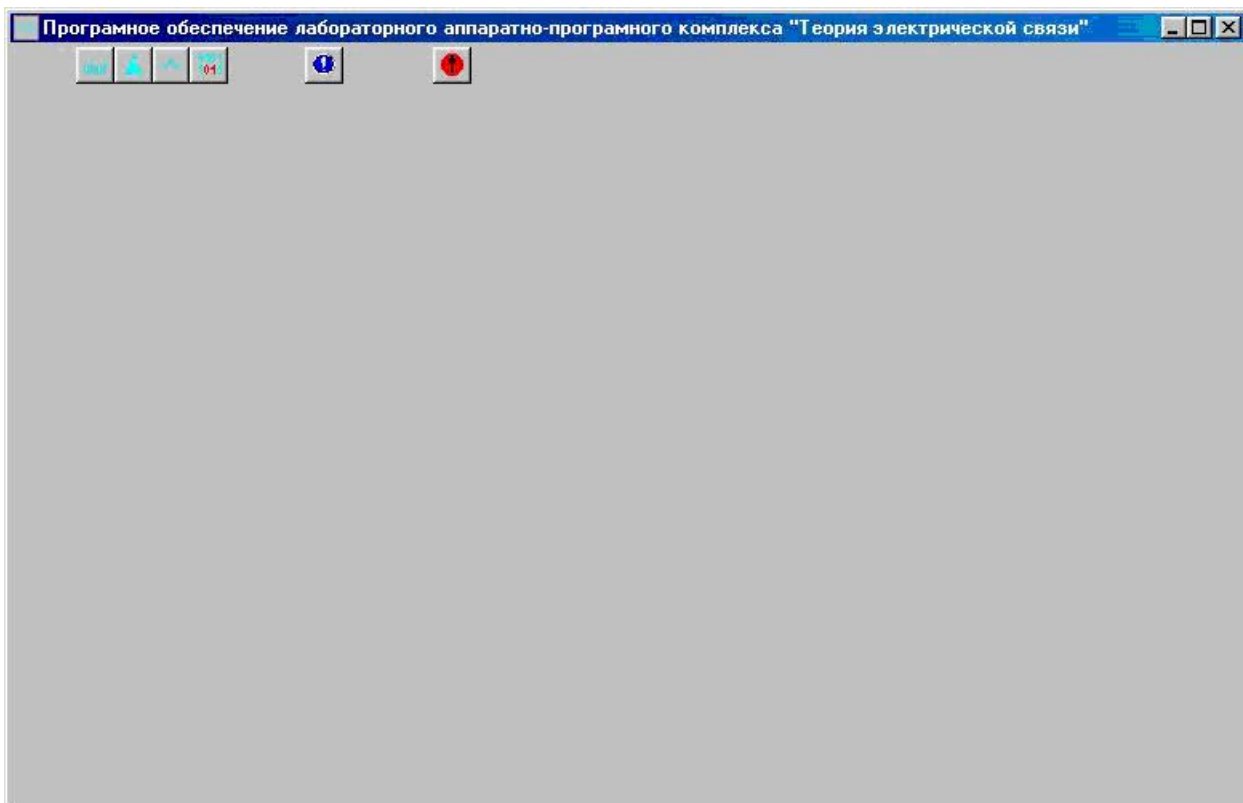 Програмное обеспечение лабораторного аппаратно-програмного комплекса "Теория электрической связи"